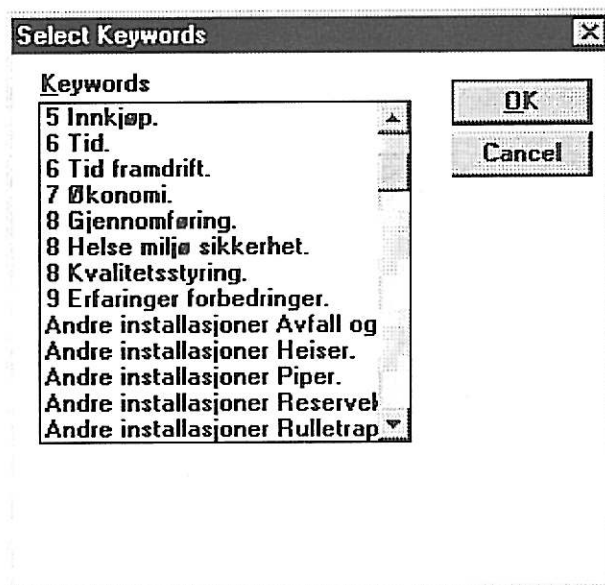 Select Keywords
Keywords
5 Innkjøp.
6 Tid.
6 Tid framdrift.
7 Økonomi.
8 Gjennomføring.
8 Helse miljø sikkerhet.
8 Kvalitetsstyring.
9 Erfaringer forbedringer.
Andre installasjoner Avfall og
Andre installasjoner Heiser.
Andre installasjoner Piper.
Andre installasjoner Reservel
Andre installasjoner Rulletrap
OK
Cancel